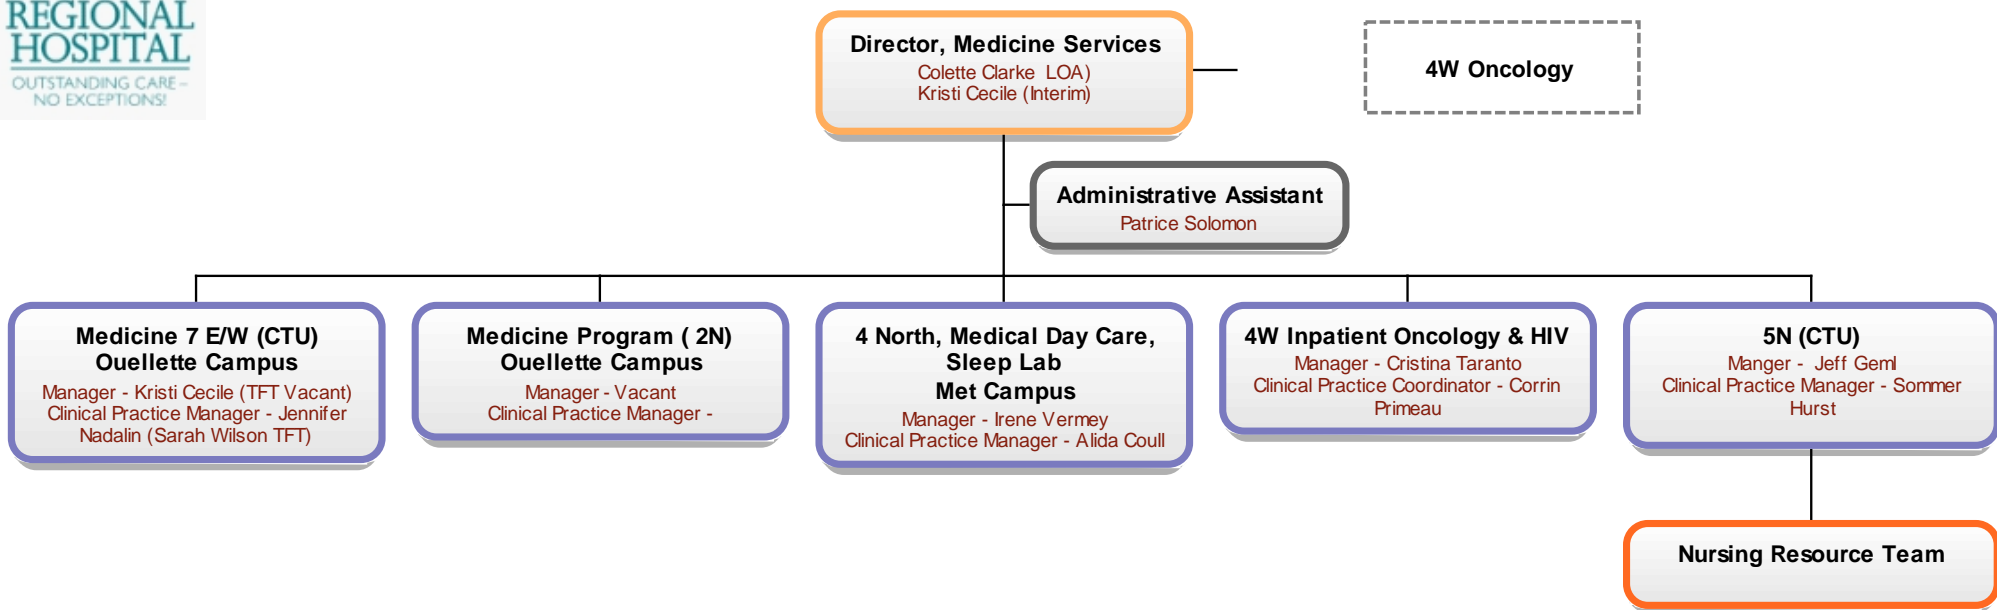 REGIONAL
HOSPITAL
OUTSTANDING CARE –
NO EXCEPTIONS!
Director, Medicine Services
Colette Clarke LOA)
Kristi Cecile (Interim)
4W Oncology
Administrative Assistant
Patrice Solomon
Medicine 7 E/W (CTU)
Ouellette Campus
Manager - Kristi Cecile (TFT Vacant)
Clinical Practice Manager - Jennifer
Nadalin (Sarah Wilson TFT)
Medicine Program ( 2N)
Ouellette Campus
Manager - Vacant
Clinical Practice Manager -
4 North, Medical Day Care,
Sleep Lab
Met Campus
Manager - Irene Vermey
Clinical Practice Manager - Alida Coull
4W Inpatient Oncology & HIV
Manager - Cristina Taranto
Clinical Practice Coordinator - Corrin
Primeau
5N (CTU)
Manger - Jeff Geml
Clinical Practice Manager - Sommer
Hurst
Nursing Resource Team